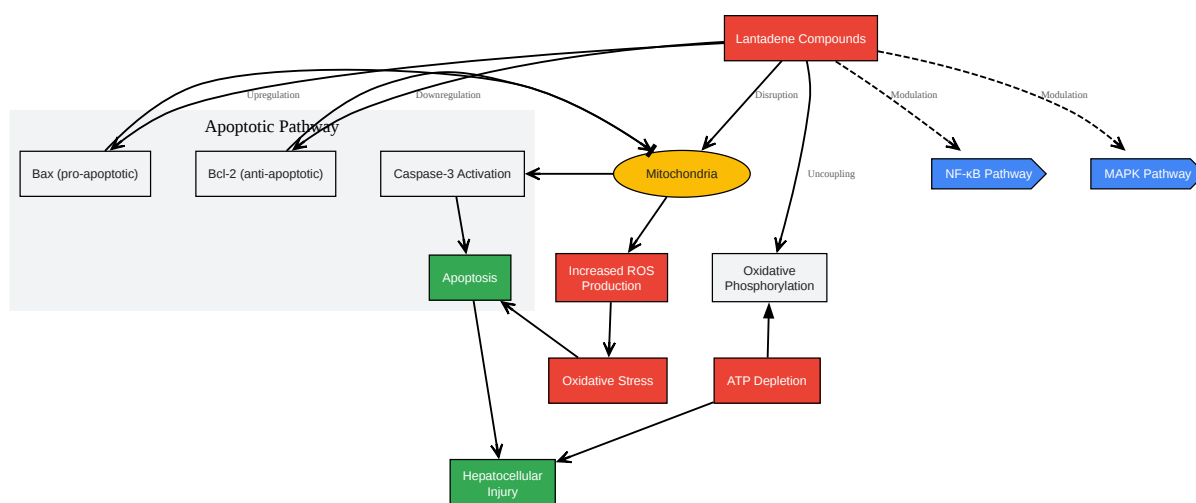 Lantadene Compounds
Upregulation
Downregulation
Disruption
Modulation
Modulation
Apoptotic Pathway
Bax (pro-apoptotic)
Bcl-2 (anti-apoptotic)
Caspase-3 Activation
Mitochondria
Uncoupling
NF-κB Pathway
MAPK Pathway
Apoptosis
Increased ROS
Production
Oxidative
Phosphorylation
Oxidative Stress
ATP Depletion
Hepatocellular
Injury